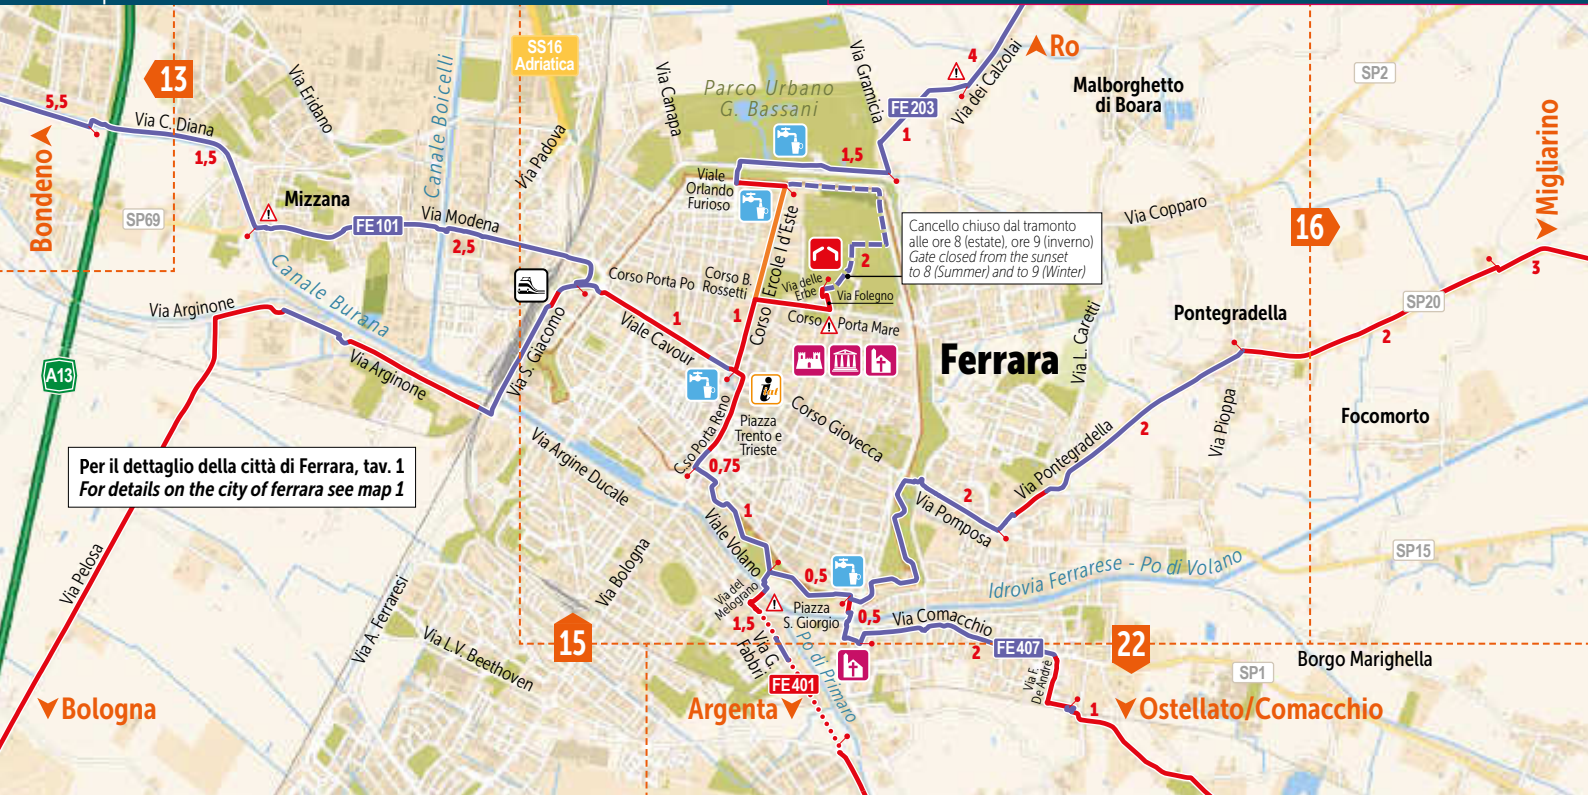 SS16
Adriatica
13
5,5
Via C. Diana
1,5
Bondeno
SP69
Mizzana
FE101
Via Modena
2,5
Via Eridano
Canale Boicelli
Via Padova
Via Canapa
Parco Urbano
G. Bassani
Via Gramicia
FE203
4
1
Via dei Calzolai
Ro
Malborghetto
di Boara
SP2
1,5
Viale
Orlando
Furioso
Cancello chiuso dal tramonto
alle ore 8 (estate), ore 9 (inverno)
Gate closed from the sunset
to 8 (Summer) and to 9 (Winter)
Via Copparo
16
Migliarino
3
SP20
2
Pontegradella
Canale Burana
Via Arginone
Via Arginone
A13
Via S. Giacomo
Corso Porta Po
Corso B.
Rossetti
Corso Ercole I d'Este
Via delle
Erbe
2
Via Folegno
Corso Porta Mare
1
1
Viale Cavour
Ferrara
Via L. Caretti
Focomorto
Via Pioppa
Via Pontegradella
2
C.so Porta Reno
Piazza
Trento e
Trieste
Corso Giovecca
0,75
Via Argine Ducale
Per il dettaglio della città di Ferrara, tav. 1
For details on the city of ferrara see map 1
1
Viale Volano
2
Via Pomposa
SP15
Idrovia Ferrarese - Po di Volano
0,5
Via Pelosa
Via A. Ferraresi
Via Bologna
Via del
Melograno
1,5
Piazza
S. Giorgio
0,5
Via Comacchio
2
FE407
22
Via L.V. Beethoven
15
Via G.
Fabbri
Po di Primaro
FE401
Argenta
Via F.
De André
1
SP1
Borgo Marighella
Ostellato/Comacchio
Bologna